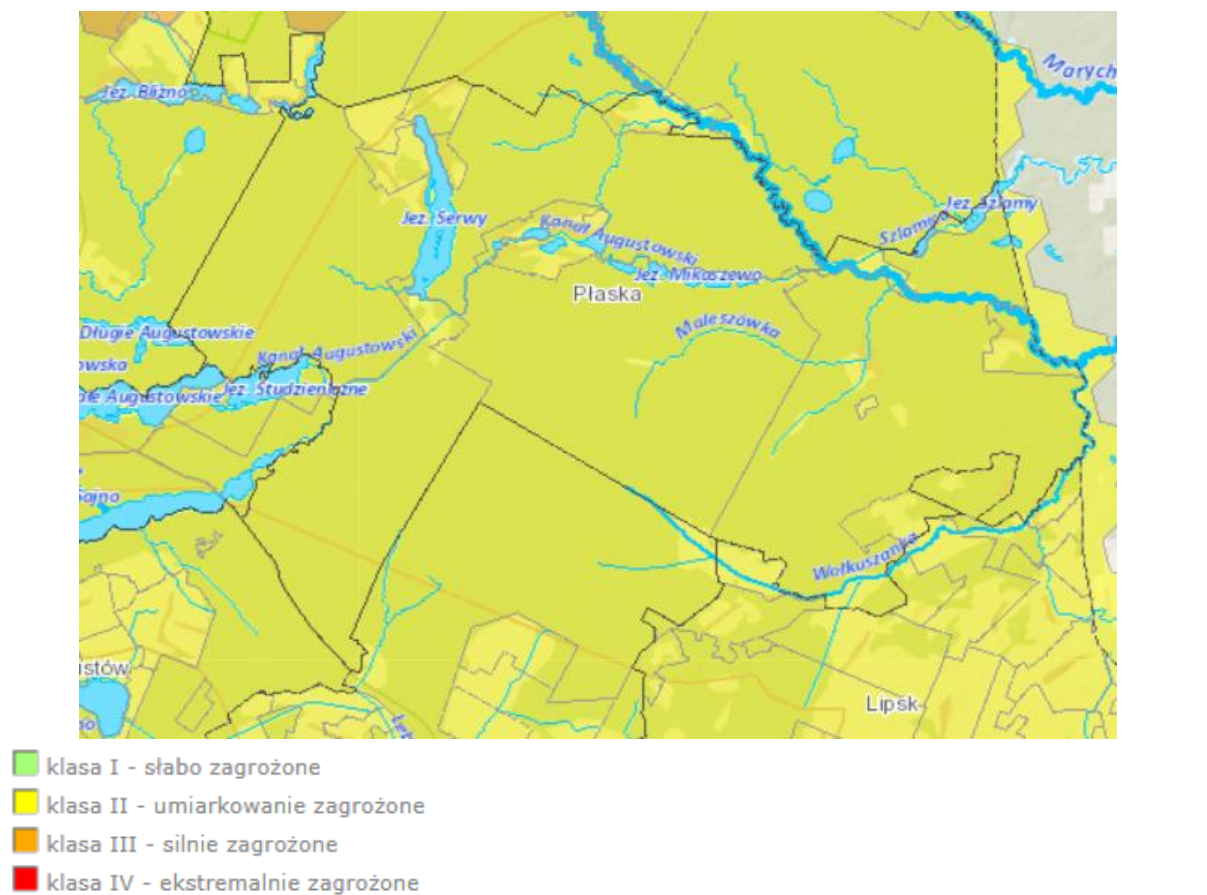 Marych
Jez. Blizno
Jez. Szlamy
Jez. Serwy
Kanał Augustowski
Szlamica
Jez. Mikaszewo
Płaska
Maleszówka
Długie Augustowskie
Kanał Augustowski
owska
Augustowskie
Jez. Studzieniczne
Sajno
Wołkuszanka
stów
Lipsk
no
klasa I - słabo zagrożone
klasa II - umiarkowanie zagrożone
klasa III - silnie zagrożone
klasa IV - ekstremalnie zagrożone